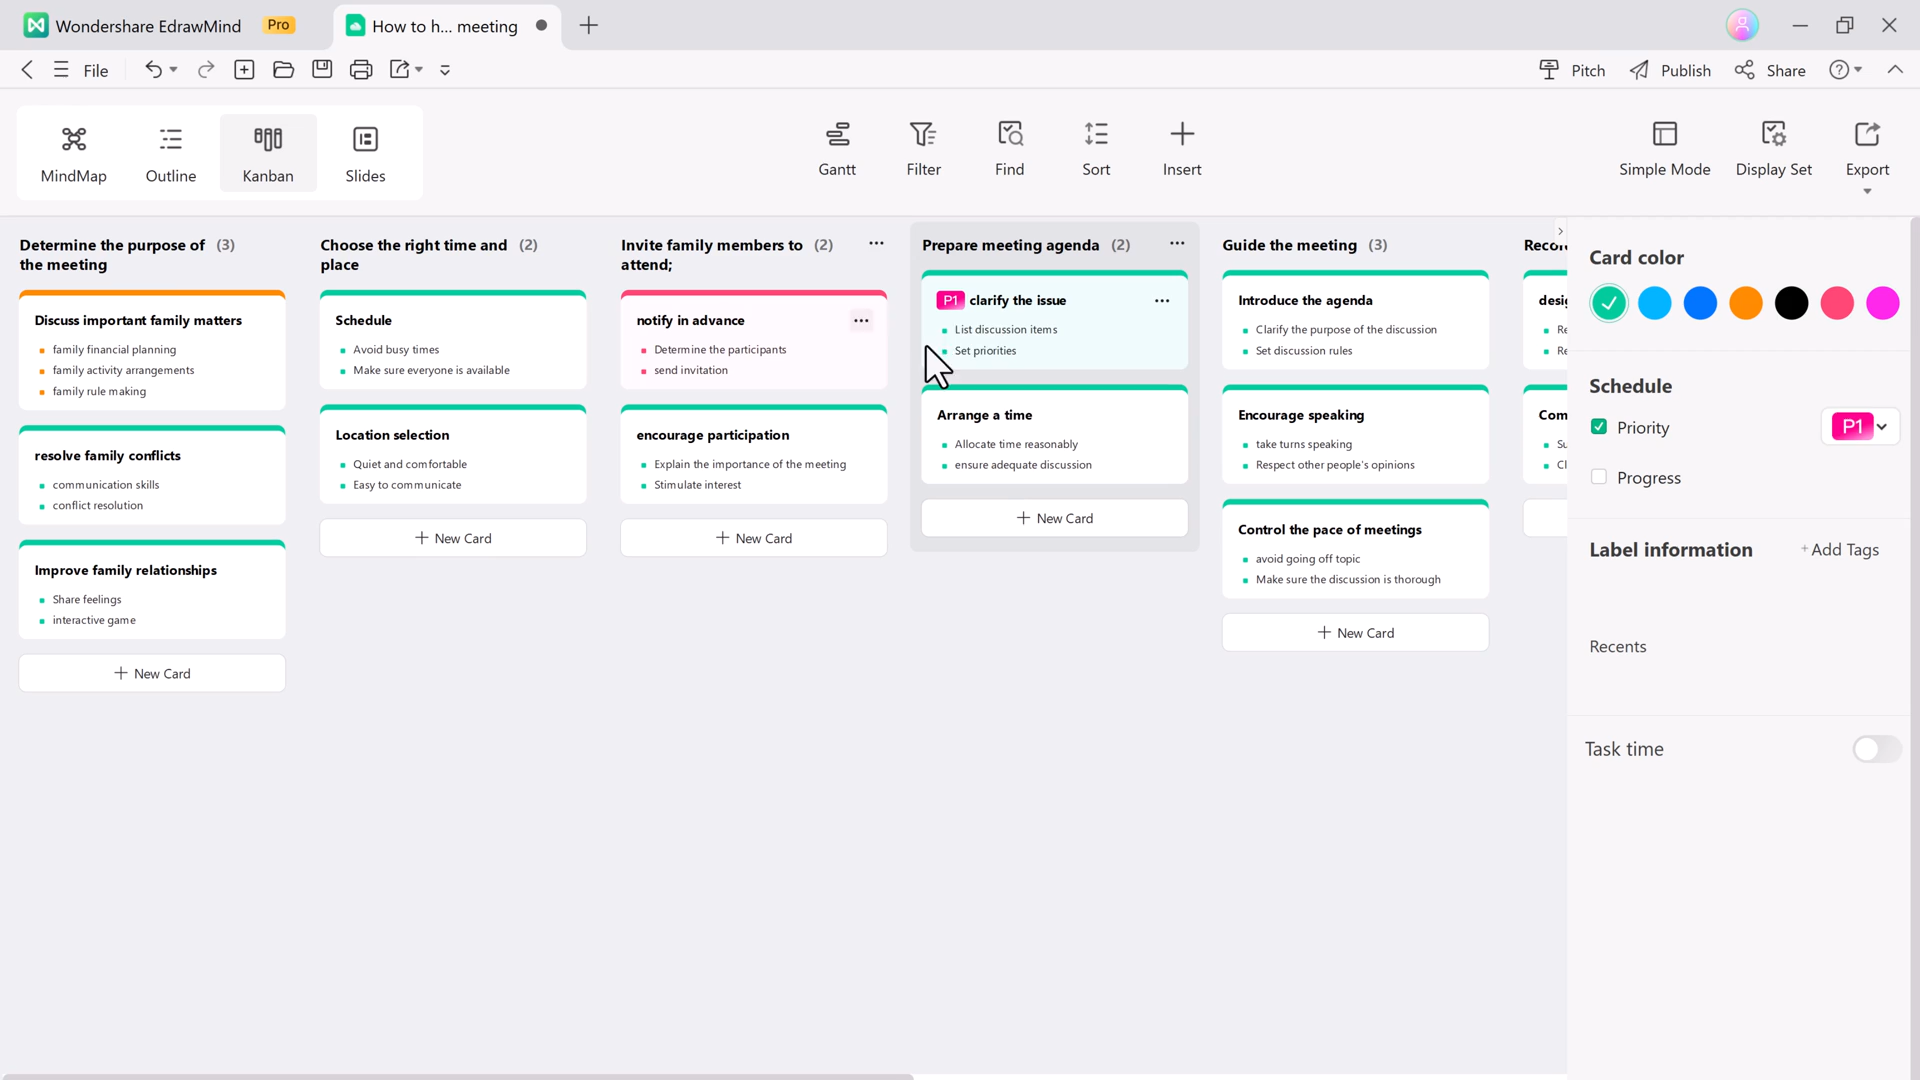 Wondershare EdrawMind Pro
How to h... meeting
File
Pitch
Publish
Share
MindMap
Outline
Kanban
Slides
Gantt
Filter
Find
Sort
Insert
Simple Mode
Display Set
Export
Determine the purpose of (3)
the meeting
Discuss important family matters
family financial planning
family activity arrangements
family rule making
resolve family conflicts
communication skills
conflict resolution
Improve family relationships
Share feelings
interactive game
+ New Card
Choose the right time and (2)
place
Schedule
Avoid busy times
Make sure everyone is available
Location selection
Quiet and comfortable
Easy to communicate
+ New Card
Invite family members to (2)
attend;
notify in advance
Determine the participants
send invitation
encourage participation
Explain the importance of the meeting
Stimulate interest
+ New Card
Prepare meeting agenda (2)
P1 clarify the issue
List discussion items
Set priorities
Arrange a time
Allocate time reasonably
ensure adequate discussion
+ New Card
Guide the meeting (3)
Introduce the agenda
Clarify the purpose of the discussion
Set discussion rules
Encourage speaking
take turns speaking
Respect other people's opinions
Control the pace of meetings
avoid going off topic
Make sure the discussion is thorough
+ New Card
Card color
Schedule
Priority P1
Progress
Label information + Add Tags
Recents
Task time